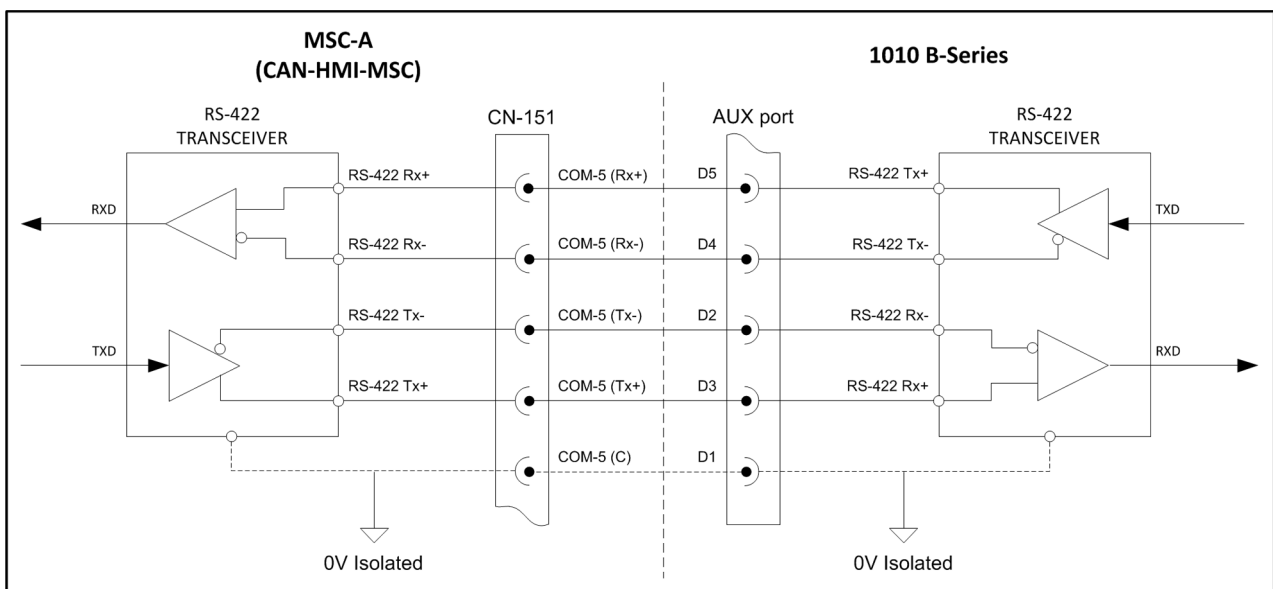 MSC-A
(CAN-HMI-MSC)
1010 B-Series
RS-422
TRANSCEIVER
CN-151
AUX port
RS-422
TRANSCEIVER
RS-422 Rx+
COM-5 (Rx+)
D5
RS-422 Tx+
RXD
TXD
RS-422 Rx-
COM-5 (Rx-)
D4
RS-422 Tx-
RS-422 Tx-
COM-5 (Tx-)
D2
RS-422 Rx-
TXD
RXD
RS-422 Tx+
COM-5 (Tx+)
D3
RS-422 Rx+
COM-5 (C)
D1
0V Isolated
0V Isolated